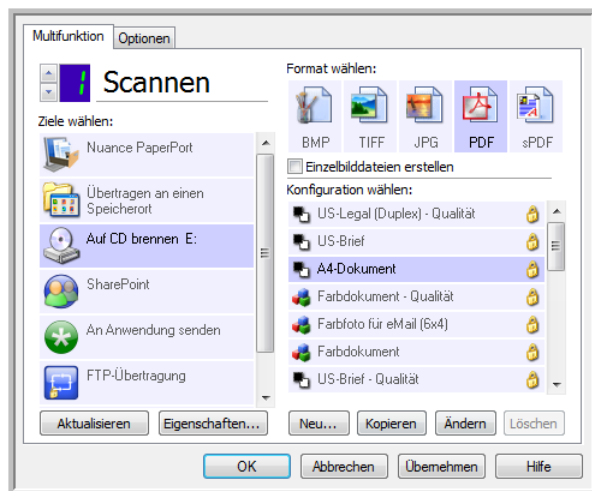 Multifunktion Optionen
1 Scannen
Ziele wählen:
Nuance PaperPort
Übertragen an einen
Speicherort
Auf CD brennen E:
SharePoint
An Anwendung senden
FTP-Übertragung
Aktualisieren Eigenschaften...
Format wählen:
BMP TIFF JPG PDF sPDF
Einzelbilddateien erstellen
Konfiguration wählen:
US-Legal (Duplex) - Qualität
US-Brief
A4-Dokument
Farbdokument - Qualität
Farbfoto für eMail (6x4)
Farbdokument
US-Brief - Qualität
Neu... Kopieren Ändern Löschen
OK Abbrechen Übernehmen Hilfe